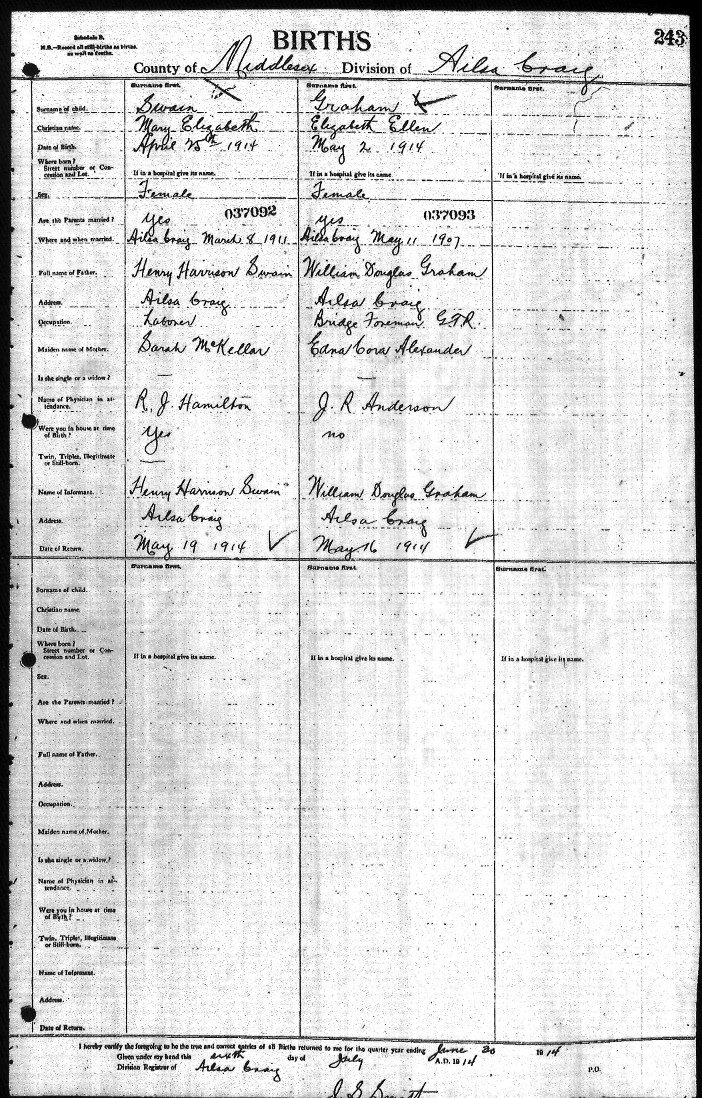 Schedule B.
N.B.—Record all still-births as births, as well as deaths.
BIRTHS
243
County of Middlesex Division of Ailsa Craig
Surname first. Surname first. Surname first.
Surname of child. Swain Graham
Christian name. Mary Elizabeth Elizabeth Ellen
Date of Birth. April 25th 1914 May 2 1914
Where born?
Street number or Concession and Lot. If in a hospital give its name. If in a hospital give its name If in a hospital give its name.
Sex. Female Female
037092 037093
Are the Parents married? Yes yes
Where and when married. Ailsa Craig March 8 1911 Ailsa Craig May 11 1907
Full name of Father. Henry Harrison Swain William Douglas Graham
Address. Ailsa Craig Ailsa Craig
Occupation. Laborer Bridge Foreman G.T.R.
Maiden name of Mother. Sarah McKellar Edna Cora Alexander
Is she single or a widow? — —
Name of Physician in attendance. R. J. Hamilton J. R Anderson
Were you in house at time of Birth? Yes no
Twin, Triplet, Illegitimate or Still-born. —
Name of Informant. Henry Harrison Swain William Douglas Graham
Address. Ailsa Craig Ailsa Craig
Date of Return. May 19 1914 May 16 1914
Surname first. Surname first. Surname first.
Surname of child.
Christian name.
Date of Birth.
Where born?
Street number or Concession and Lot. If in a hospital give its name. If in a hospital give its name. If in a hospital give its name.
Sex.
Are the Parents married?
Where and when married.
Full name of Father.
Address.
Occupation.
Maiden name of Mother.
Is she single or a widow?
Name of Physician in attendance.
Were you in house at time of Birth?
Twin, Triplet, Illegitimate or Still-born.
Name of Informant.
Address.
Date of Return.
I hereby certify the foregoing to be the true and correct entries of all Births returned to me for the quarter year ending June 30 1914
Given under my hand this sixth day of July A.D. 1914
Division Registrar of Ailsa Craig P.O.